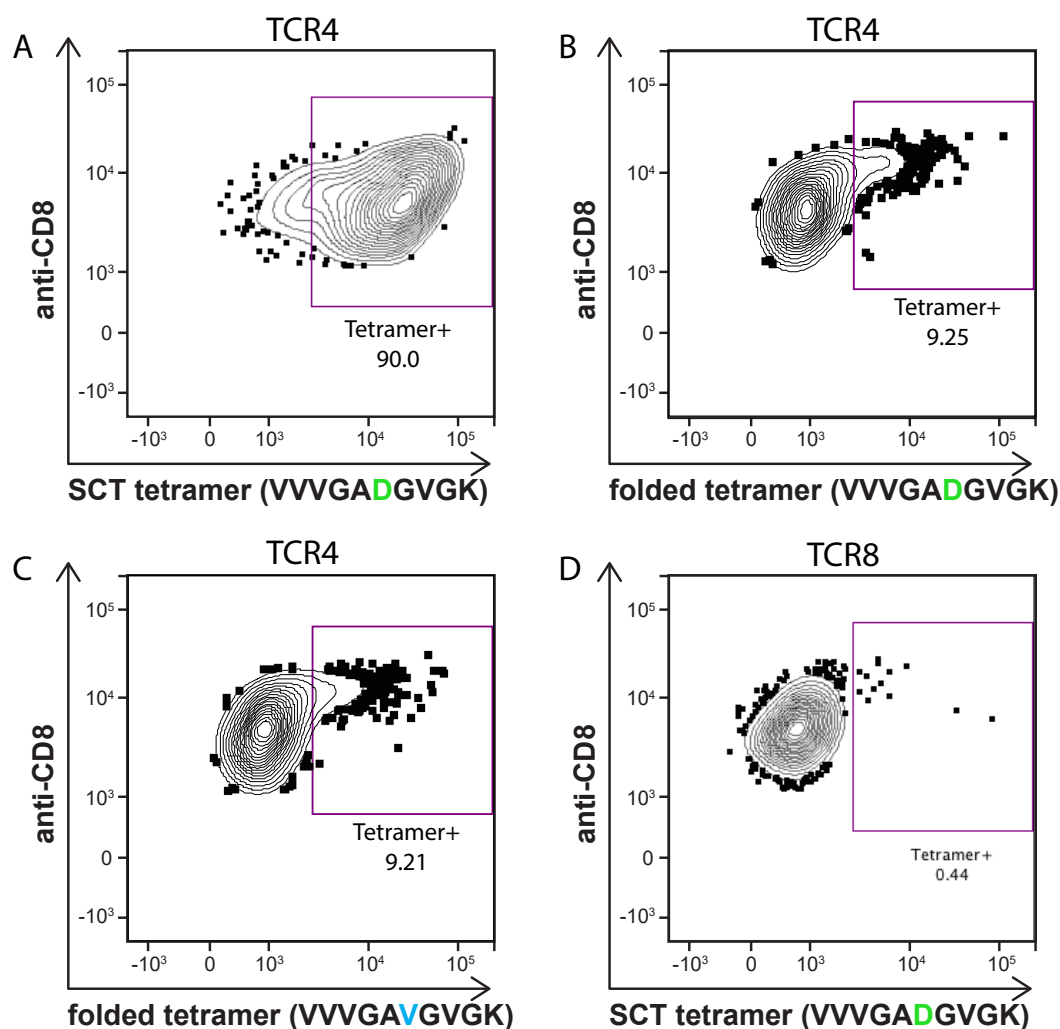 A
TCR4
anti-CD8
10⁵
10⁴
10³
0
-10³
Tetramer+
90.0
-10³
0
10³
10⁴
10⁵
SCT tetramer (VVVGADGVGK)
B
TCR4
anti-CD8
10⁵
10⁴
10³
0
-10³
Tetramer+
9.25
-10³
0
10³
10⁴
10⁵
folded tetramer (VVVGADGVGK)
C
TCR4
anti-CD8
10⁵
10⁴
10³
0
-10³
Tetramer+
9.21
-10³
0
10³
10⁴
10⁵
folded tetramer (VVVGAVGVGK)
D
TCR8
anti-CD8
10⁵
10⁴
10³
0
-10³
Tetramer+
0.44
-10³
0
10³
10⁴
10⁵
SCT tetramer (VVVGADGVGK)